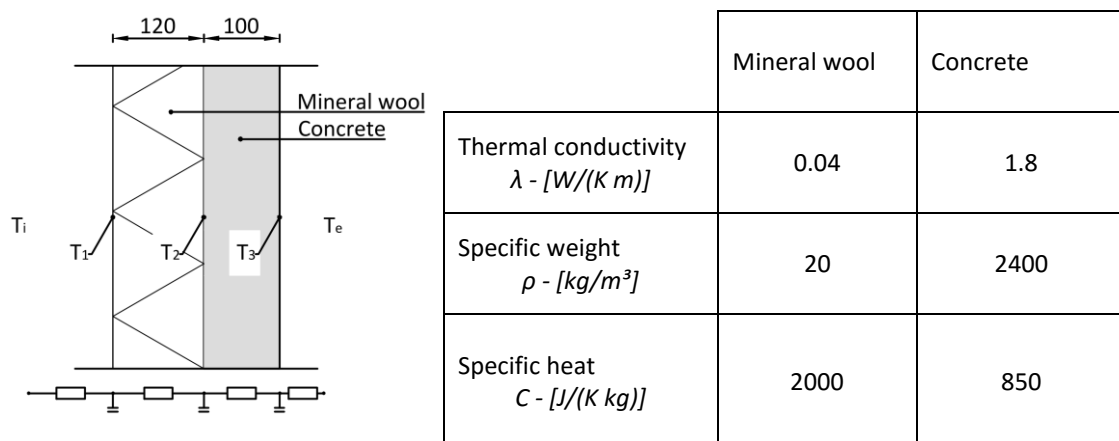 120 100
Mineral wool
Concrete
Ti
T1
T2
T3
Te
Mineral wool Concrete
Thermal conductivity
λ - [W/(K m)]
0.04 1.8
Specific weight
ρ - [kg/m³]
20 2400
Specific heat
C - [J/(K kg)]
2000 850